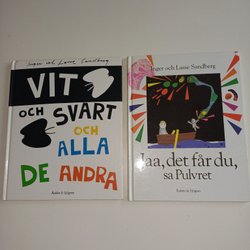 Inger och Lasse Sandberg
VIT
OCH
SVART
OCH
ALLA
DE ANDRA
Rabén & Sjögren
Inger och Lasse Sandberg
Jaa, det får du,
sa Pulvret
Rabén & Sjögren